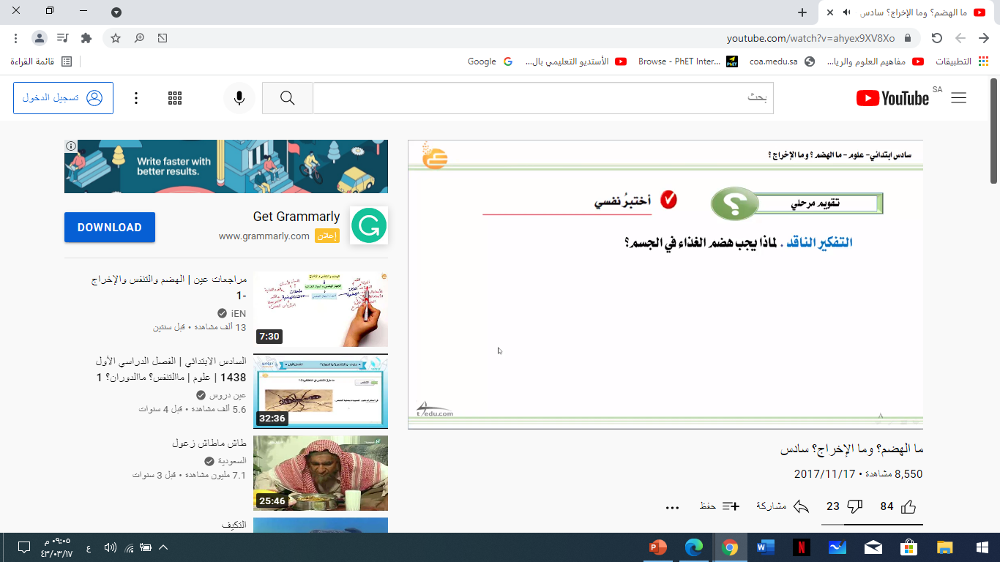 ما الهضم؟ وما الإخراج؟ سادس
youtube.com/watch?v=ahyex9XV8Xo
التطبيقات
مفاهيم العلوم والريا...
coa.medu.sa
Browse - PhET Inter...
الأستديو التعليمي بال...
Google
قائمة القراءة
YouTube SA
بحث
تسجيل الدخول
سادس ابتدائي- علوم - ما الهضم ؟ وما الإخراج ؟
تقويم مرحلي
أختبرُ نفسي
التفكير الناقد . لماذا يجب هضم الغذاء في الجسم؟
t4edu.com
٨
ما الهضم؟ وما الإخراج؟ سادس
8,550 مشاهدة • 2017/11/17
84
23
مشاركة
حفظ
Write faster with
better results.
Get Grammarly
إعلان www.grammarly.com
DOWNLOAD
مراجعات عين | الهضم والتنفس والإخراج
-1
iEN
13 ألف مشاهدة • قبل سنتين
7:30
السادس الابتدائي | الفصل الدراسي الأول
1438 | علوم | ماالتنفس؟ ماالدوران؟ 1
عين دروس
5.6 ألف مشاهدة • قبل 4 سنوات
32:36
طاش ماطاش زعول
السعودية
7.1 مليون مشاهدة • قبل 3 سنوات
25:46
التكيف
ع
٠٩:٠٥ م
٤٣/٠٣/١٧